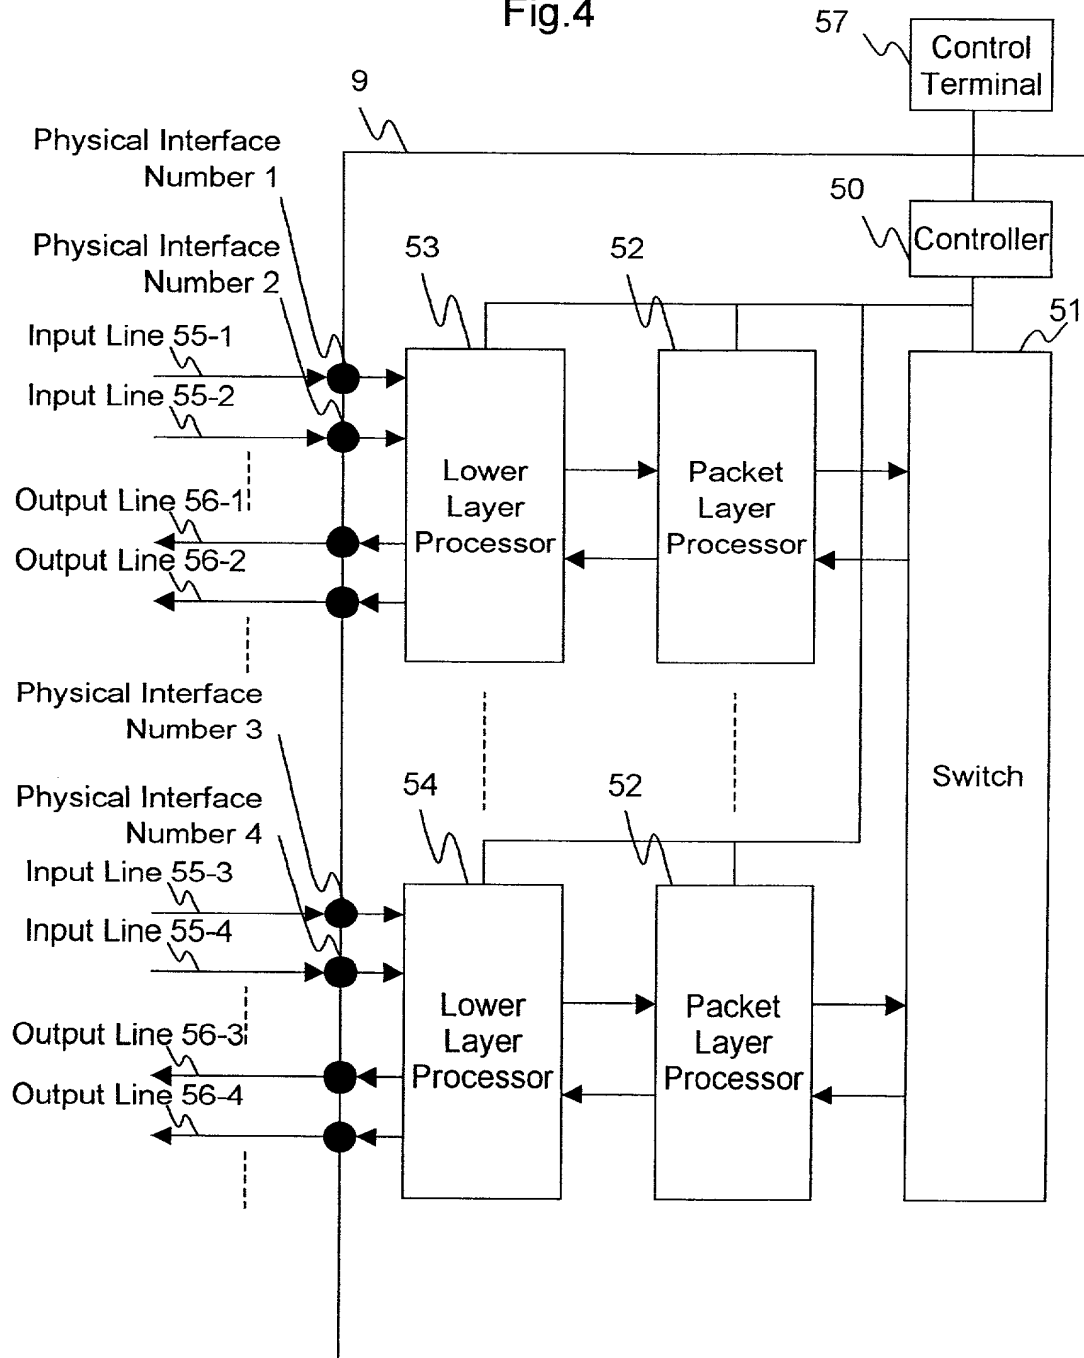 Fig.4
57
Control
Terminal
9
Physical Interface
Number 1
50
Controller
Physical Interface
Number 2
53
52
51
Input Line 55-1
Input Line 55-2
Lower
Layer
Processor
Packet
Layer
Processor
Output Line 56-1
Output Line 56-2
Physical Interface
Number 3
Switch
Physical Interface
Number 4
54
52
Input Line 55-3
Input Line 55-4
Lower
Layer
Processor
Packet
Layer
Processor
Output Line 56-3
Output Line 56-4